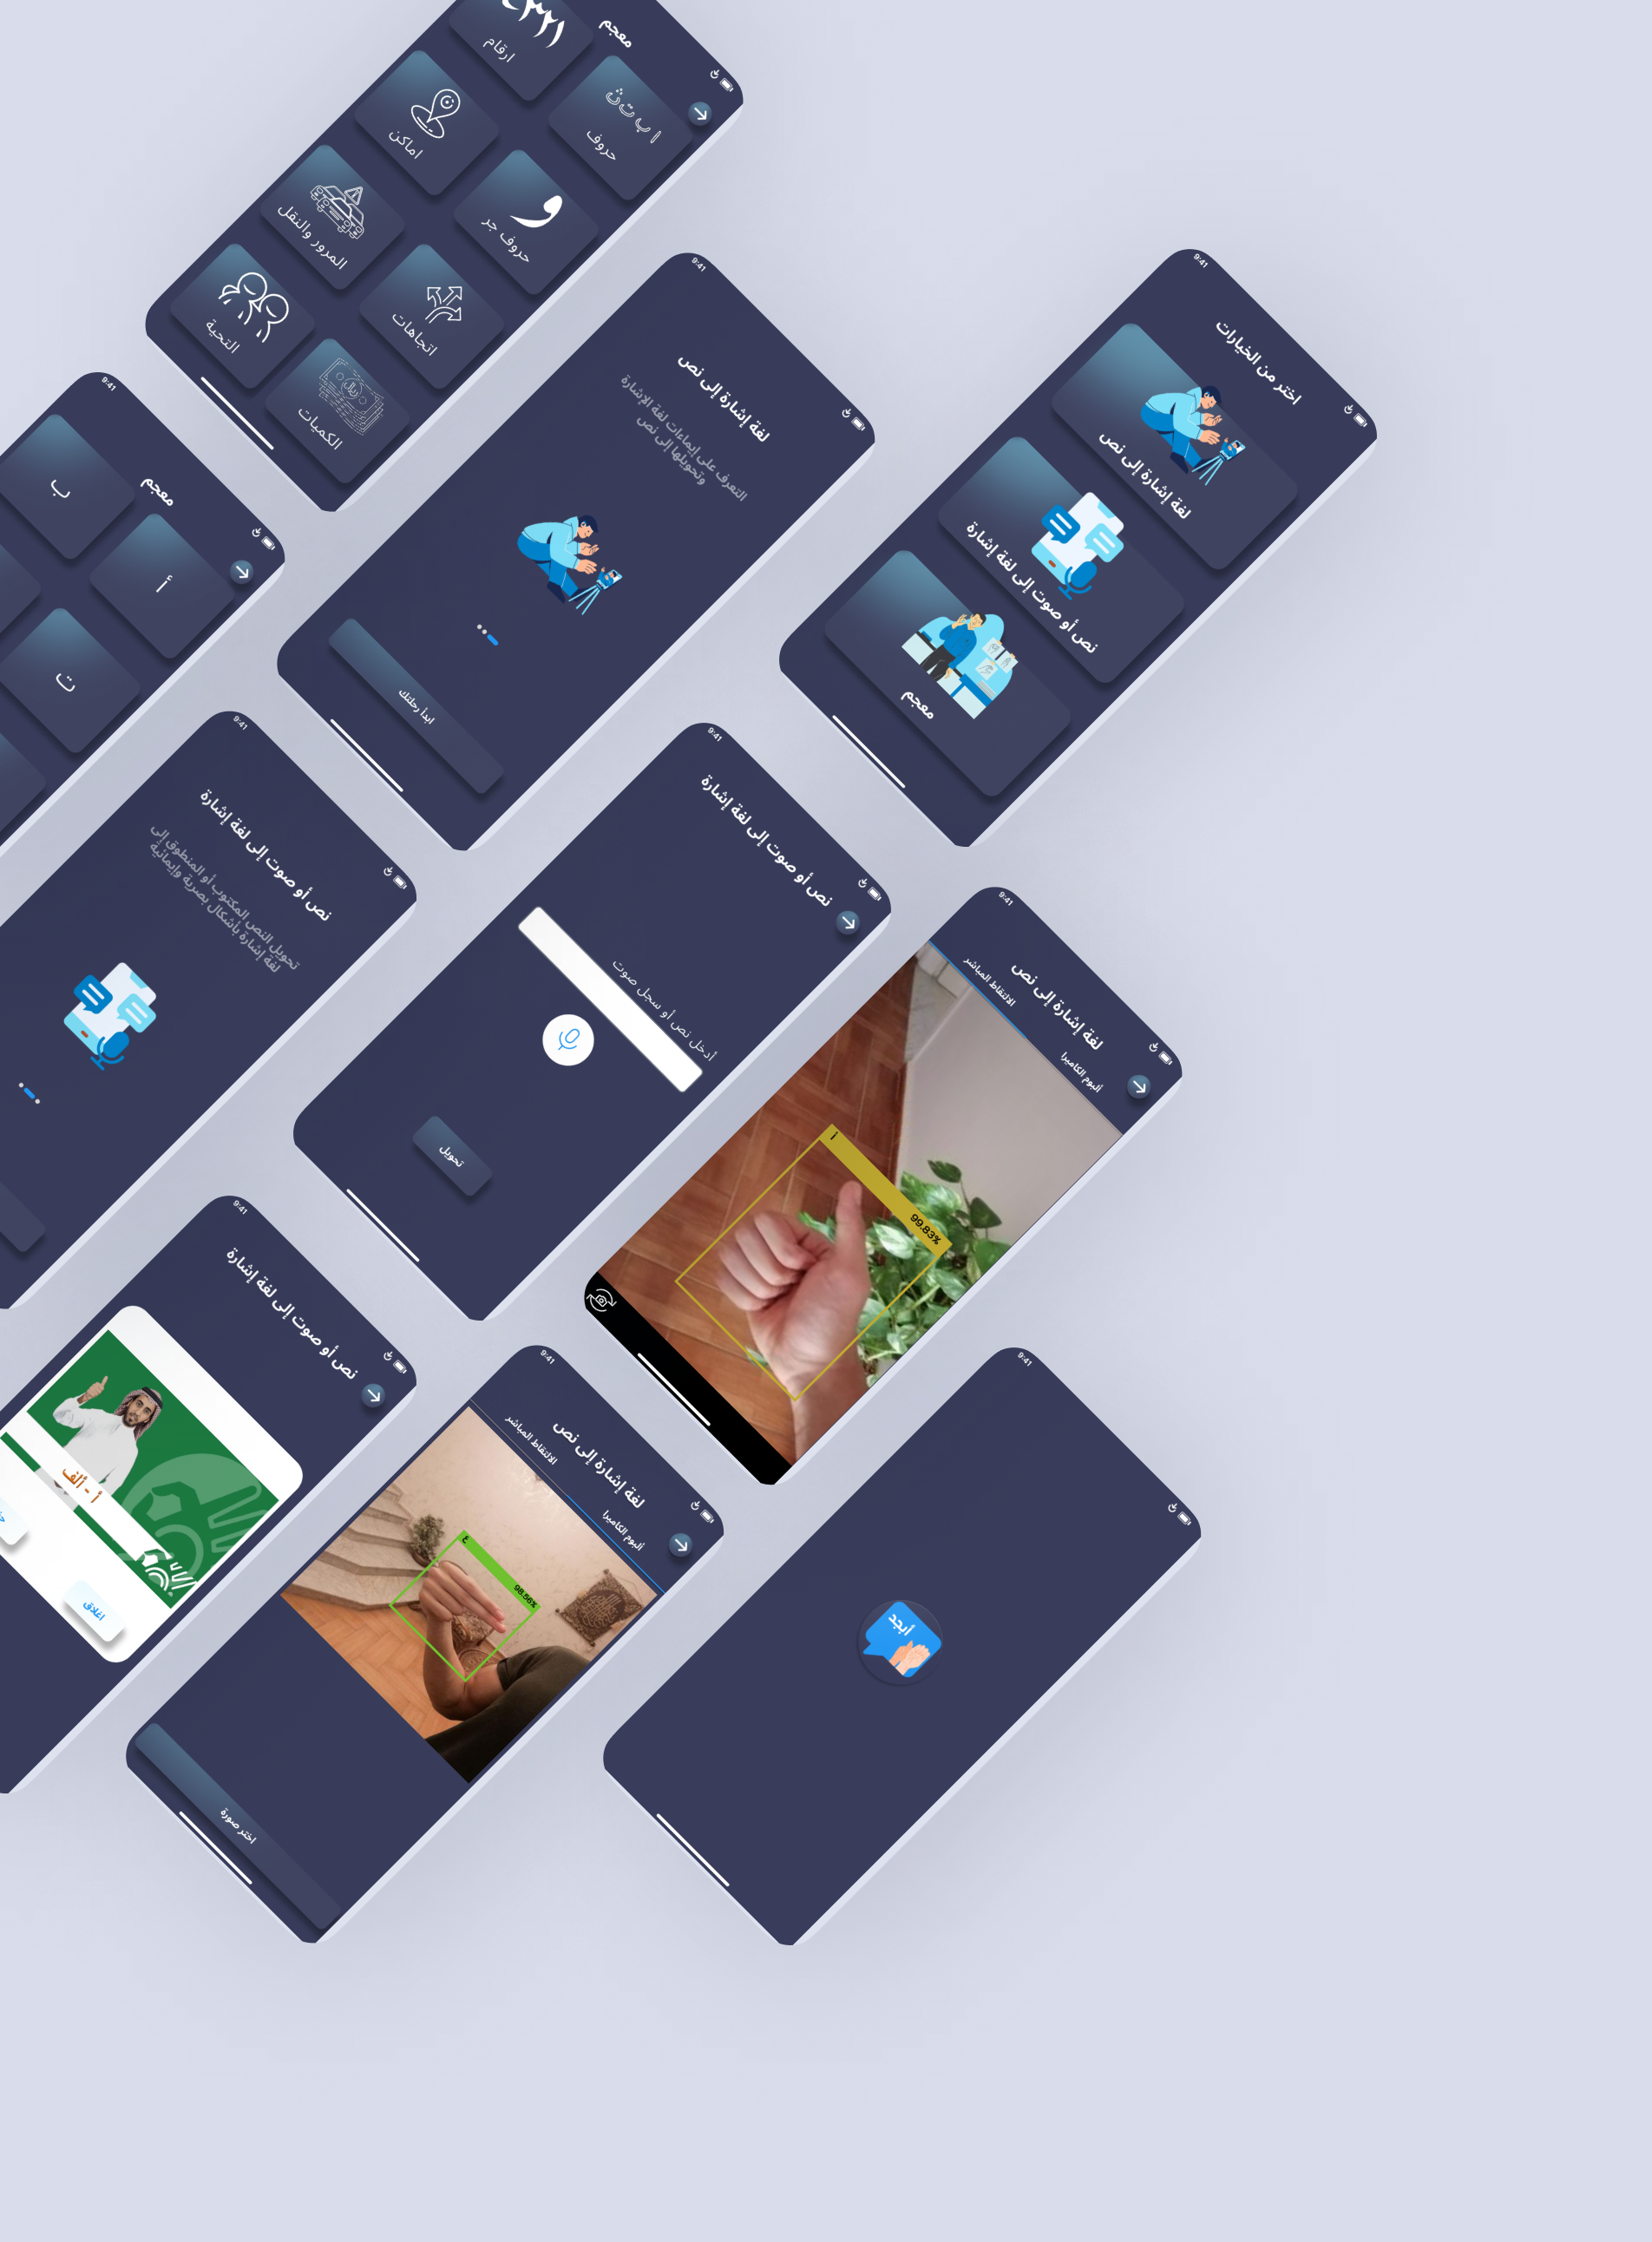 معجم
٣٢١
ارقام
ا ب ت ث
حروف
اماكن
و
حروف جر
المرور والنقل
اتجاهات
التحية
ريال
الكميات
9:41
لغة إشارة إلى نص
التعرف على إيماءات لغة الإشارة
وتحويلها إلى نص
ابدأ رحلتك
9:41
اختر من الخيارات
لغة إشارة إلى نص
نص أو صوت إلى لغة إشارة
معجم
9:41
معجم
أ
ب
ت
9:41
نص أو صوت إلى لغة إشارة
تحويل النص المكتوب أو المنطوق إلى
لغة إشارة بأشكال بصرية وإيمائية
9:41
نص أو صوت إلى لغة إشارة
أدخل نص أو سجل صوت
تحويل
9:41
لغة إشارة إلى نص
ألبوم الكاميرا
الالتقاط المباشر
أ
99.83%
9:41
نص أو صوت إلى لغة إشارة
أ - ألف
اغلاق
9:41
لغة إشارة إلى نص
ألبوم الكاميرا
الالتقاط المباشر
98.56%
اختر صورة
9:41
أبجد